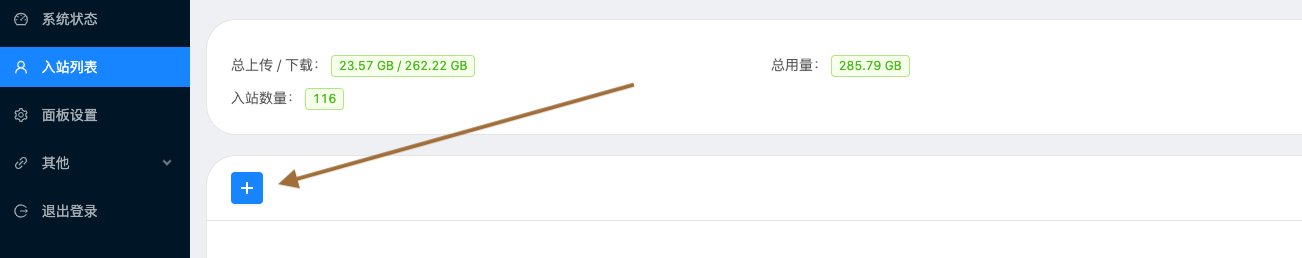 系统状态
入站列表
面板设置
其他
退出登录
总上传 / 下载： 23.57 GB / 262.22 GB
总用量： 285.79 GB
入站数量： 116